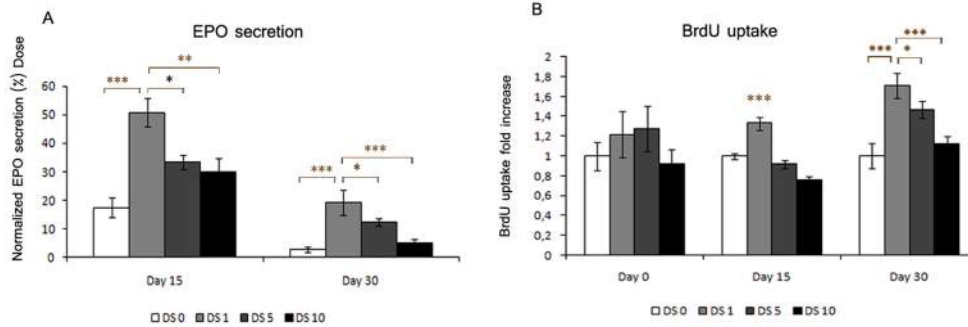 A
EPO secretion
Normalized EPO secretion (%) Dose
60
50
40
30
20
10
0
***
**
*
***
***
*
Day 15
Day 30
DS 0 DS 1 DS 5 DS 10
B
BrdU uptake
BrdU uptake fold increase
2
1,8
1,6
1,4
1,2
1
0,8
0,6
0,4
0,2
0
***
***
***
*
Day 0
Day 15
Day 30
DS 0 DS 1 DS 5 DS 10